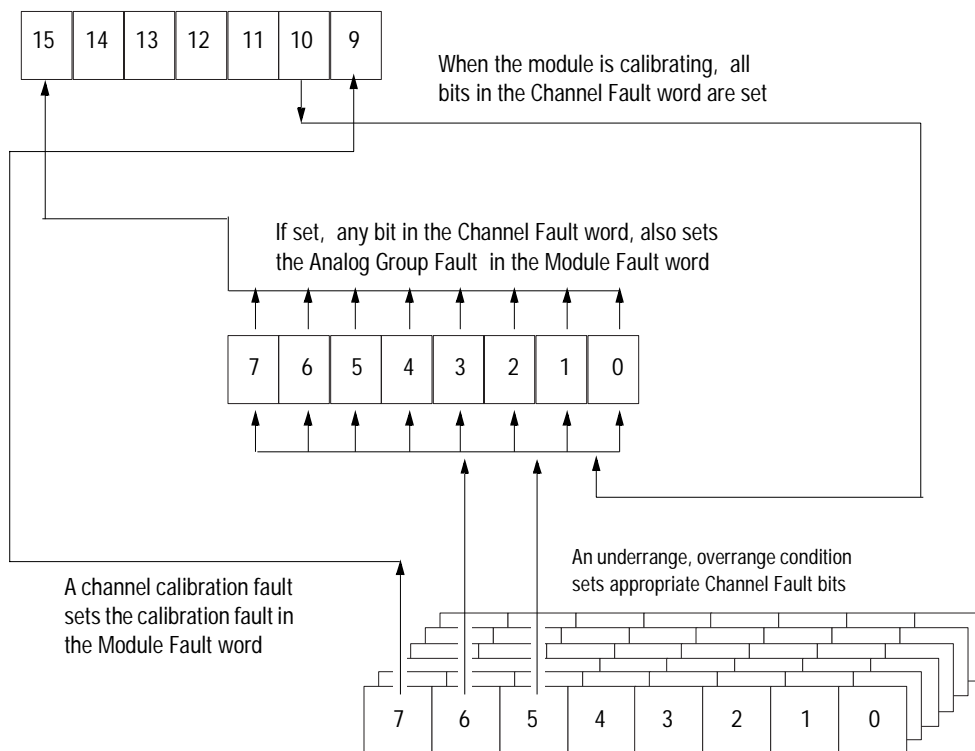 15 14 13 12 11 10 9
When the module is calibrating, all
bits in the Channel Fault word are set
If set, any bit in the Channel Fault word, also sets
the Analog Group Fault in the Module Fault word
7 6 5 4 3 2 1 0
An underrange, overrange condition
sets appropriate Channel Fault bits
A channel calibration fault
sets the calibration fault in
the Module Fault word
7 6 5 4 3 2 1 0